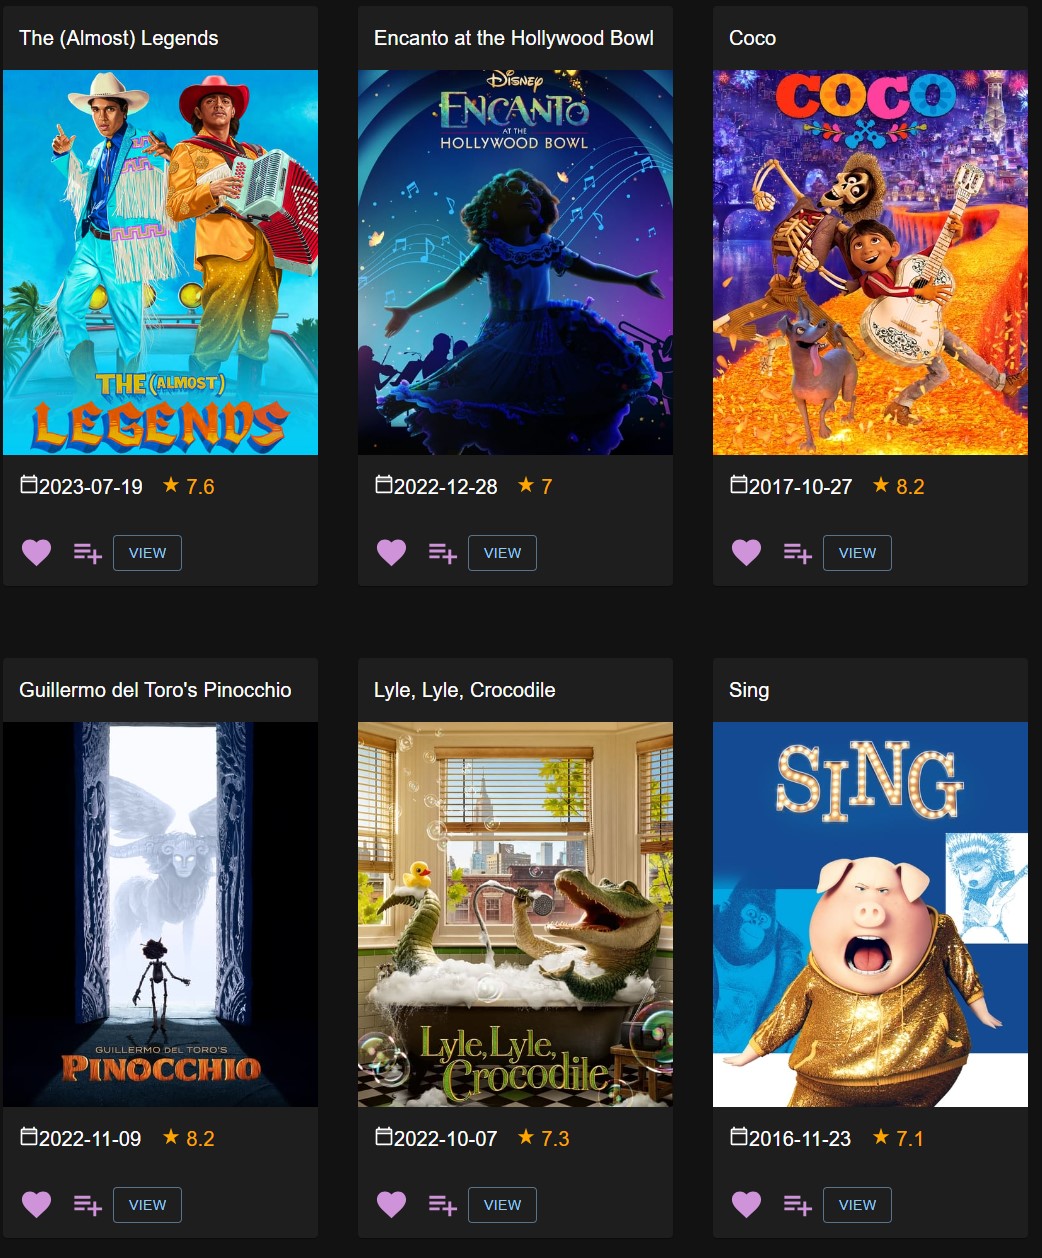 The (Almost) Legends
THE (ALMOST)
LEGENDS
2023-07-19 ★ 7.6
VIEW
Encanto at the Hollywood Bowl
Disney
ENCANTO
AT THE
HOLLYWOOD BOWL
2022-12-28 ★ 7
VIEW
Coco
COCO
2017-10-27 ★ 8.2
VIEW
Guillermo del Toro's Pinocchio
GUILLERMO DEL TORO'S
PINOCCHIO
2022-11-09 ★ 8.2
VIEW
Lyle, Lyle, Crocodile
Lyle, Lyle,
Crocodile
2022-10-07 ★ 7.3
VIEW
Sing
SING
2016-11-23 ★ 7.1
VIEW